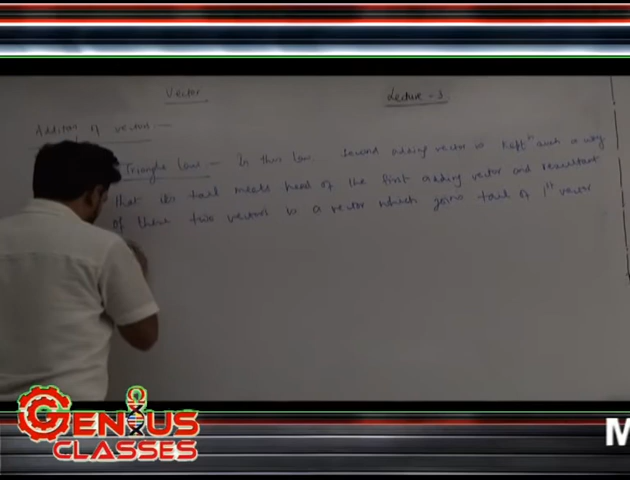 Vector Lecture - 3
Addition of vectors :-
Triangle Law :- In this law second adding vector is kept in such a way
that its tail meets head of the first adding vector and resultant
of these two vectors is a vector which joins tail of 1st vector
GENIUS
CLASSES
M